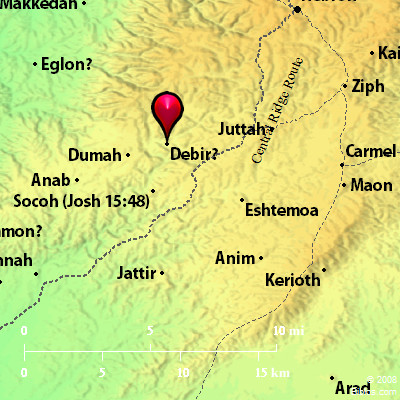 Makkedah
Eglon?
Kai
Ziph
Juttah
Central Ridge Route
Debir?
Dumah
Carmel
Anab
Maon
Socoh (Josh 15:48)
Eshtemoa
mon?
nnah
Anim
Jattir
Kerioth
0 5 10 mi
0 5 10 15 km
Arad